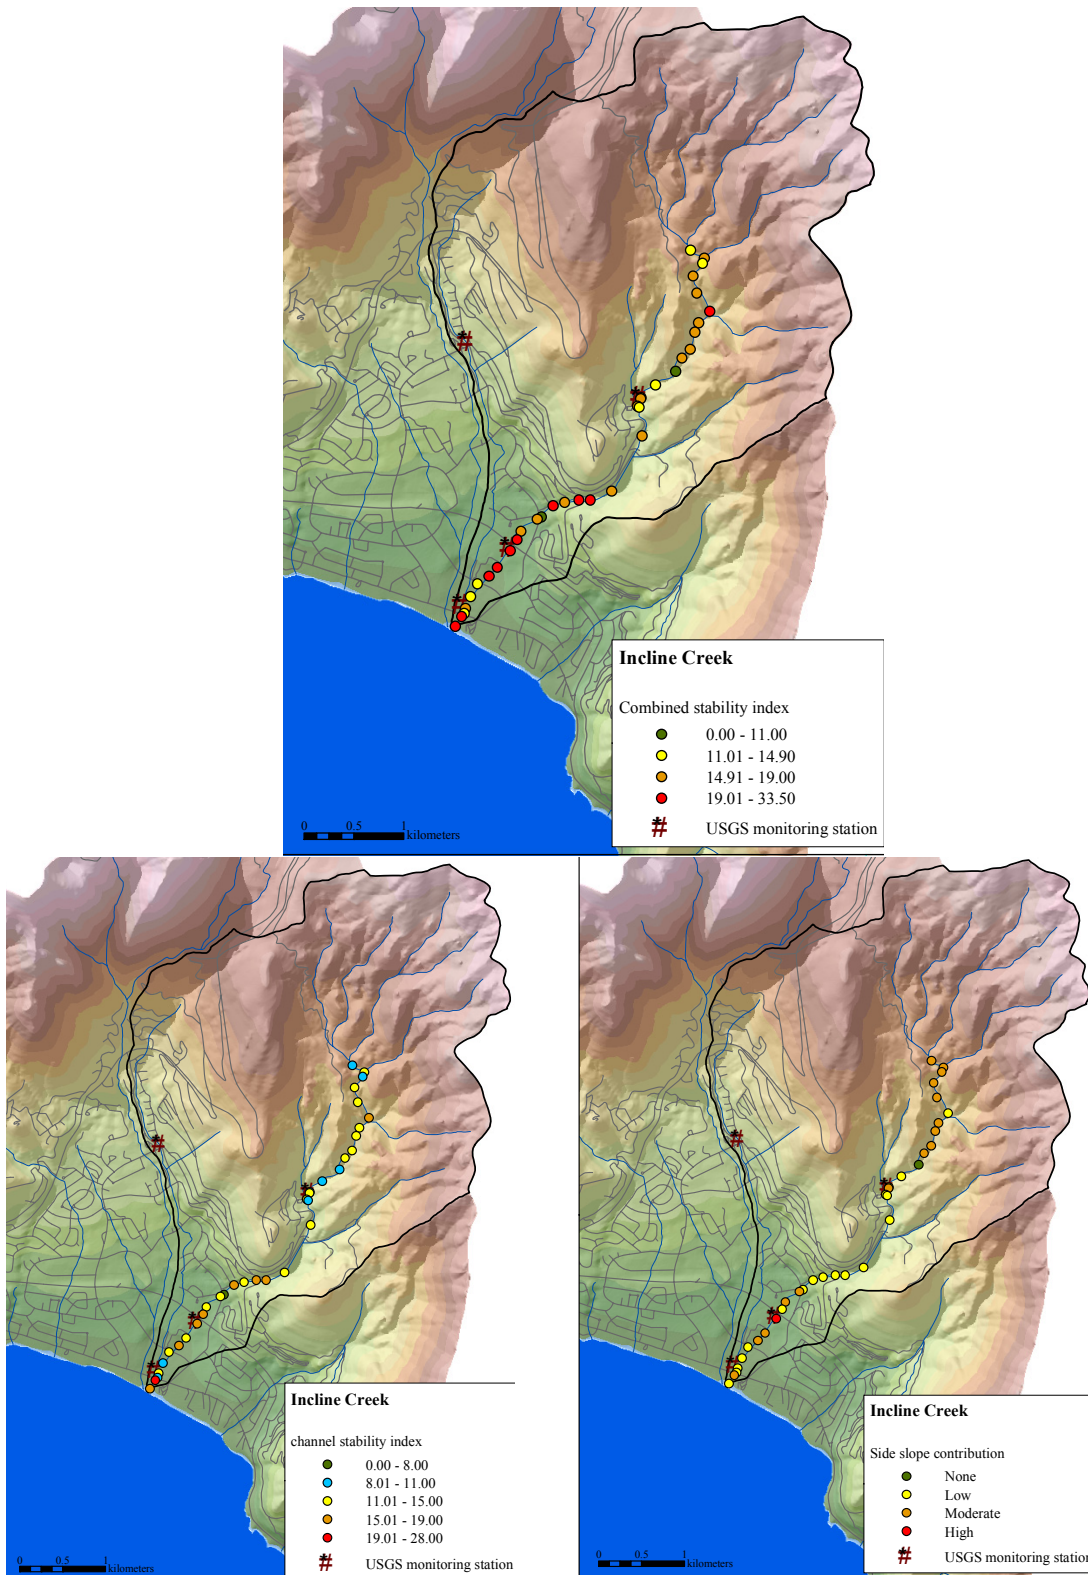 Incline Creek
Combined stability index
0.00 - 11.00
11.01 - 14.90
14.91 - 19.00
19.01 - 33.50
USGS monitoring station
0 0.5 1
kilometers
Incline Creek
channel stability index
0.00 - 8.00
8.01 - 11.00
11.01 - 15.00
15.01 - 19.00
19.01 - 28.00
USGS monitoring station
0 0.5 1
kilometers
Incline Creek
Side slope contribution
None
Low
Moderate
High
USGS monitoring station
0 0.5 1
kilometers